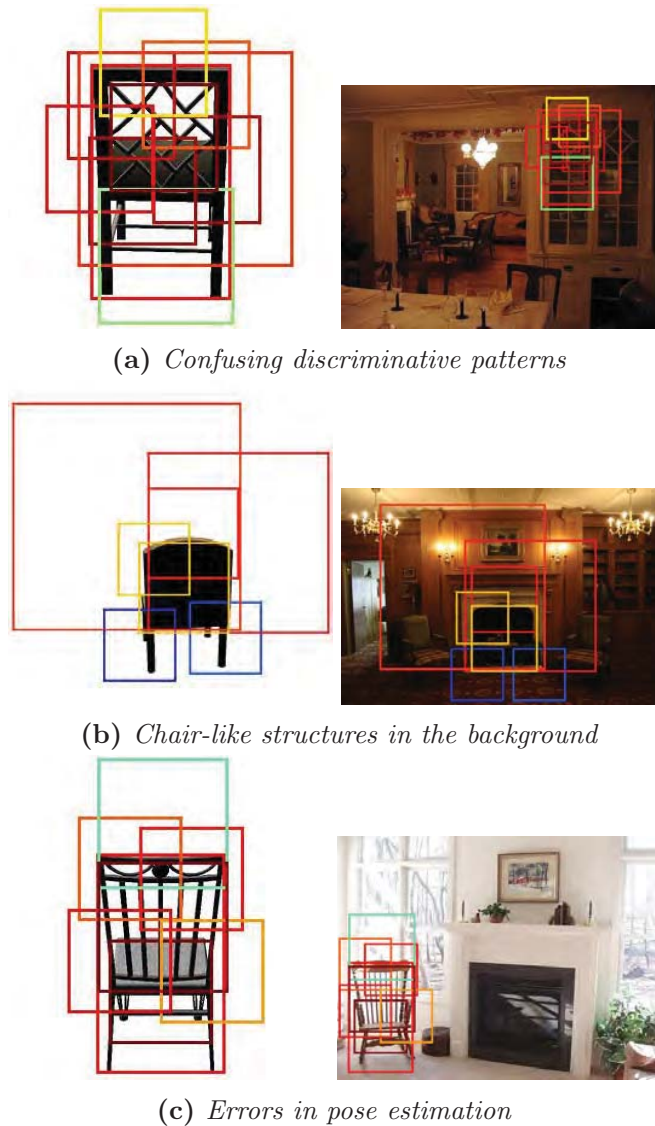 (a) Confusing discriminative patterns
(b) Chair-like structures in the background
(c) Errors in pose estimation